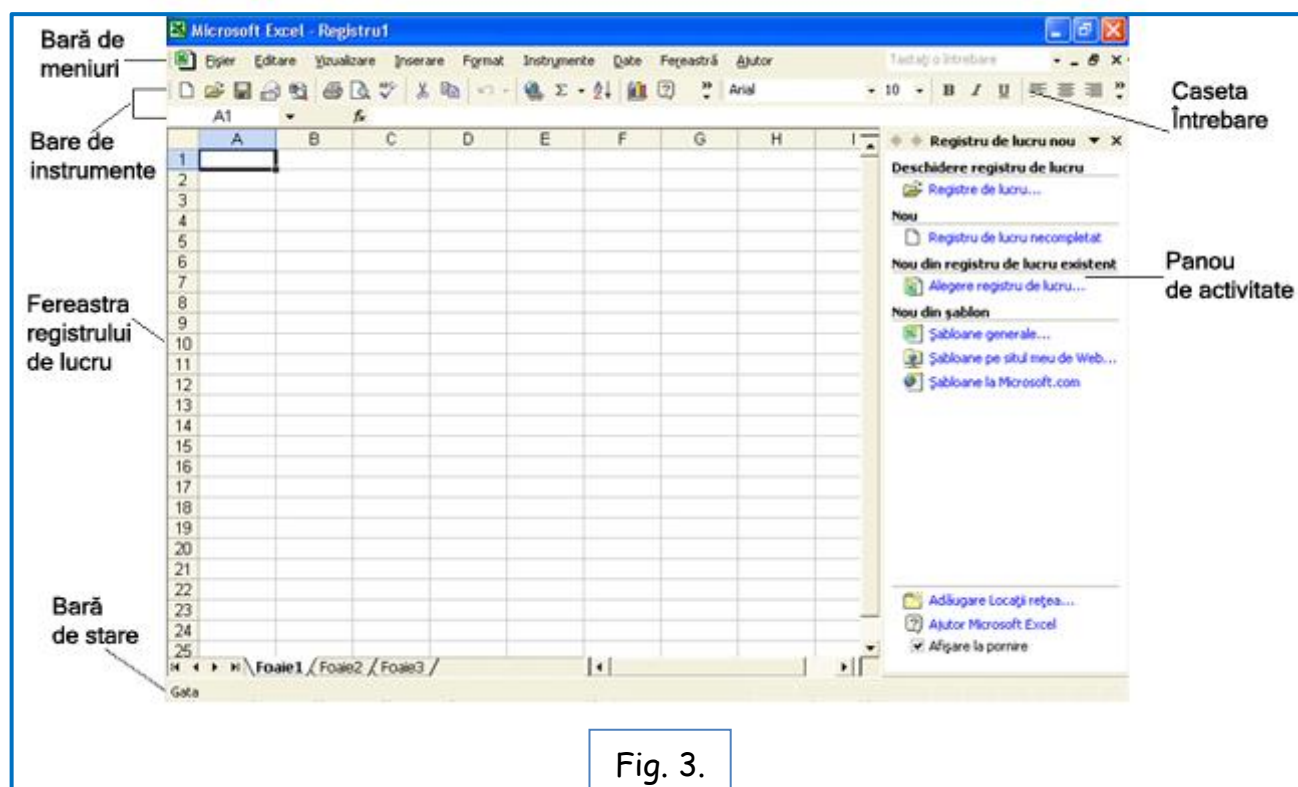 Microsoft Excel - Registru1
Bară de
meniuri
Fișier Editare Vizualizare Inserare Format Instrumente Date Fereastră Ajutor
Tastați o întrebare
Arial 10 B I U
Caseta
Întrebare
A1 fx
Bare de
instrumente
A B C D E F G H I
1
2
3
4
5
6
7
8
9
10
11
12
13
14
15
16
17
18
19
20
21
22
23
24
25
Fereastra
registrului
de lucru
Registru de lucru nou
Deschidere registru de lucru
Registre de lucru...
Nou
Registru de lucru necompletat
Nou din registru de lucru existent
Alegere registru de lucru...
Nou din șablon
Șabloane generale...
Șabloane pe situl meu de Web...
Șabloane la Microsoft.com
Panou
de activitate
Adăugare Locații rețea...
Ajutor Microsoft Excel
Afișare la pornire
Bară
de stare
Foaie1 Foaie2 Foaie3
Gata
Fig. 3.